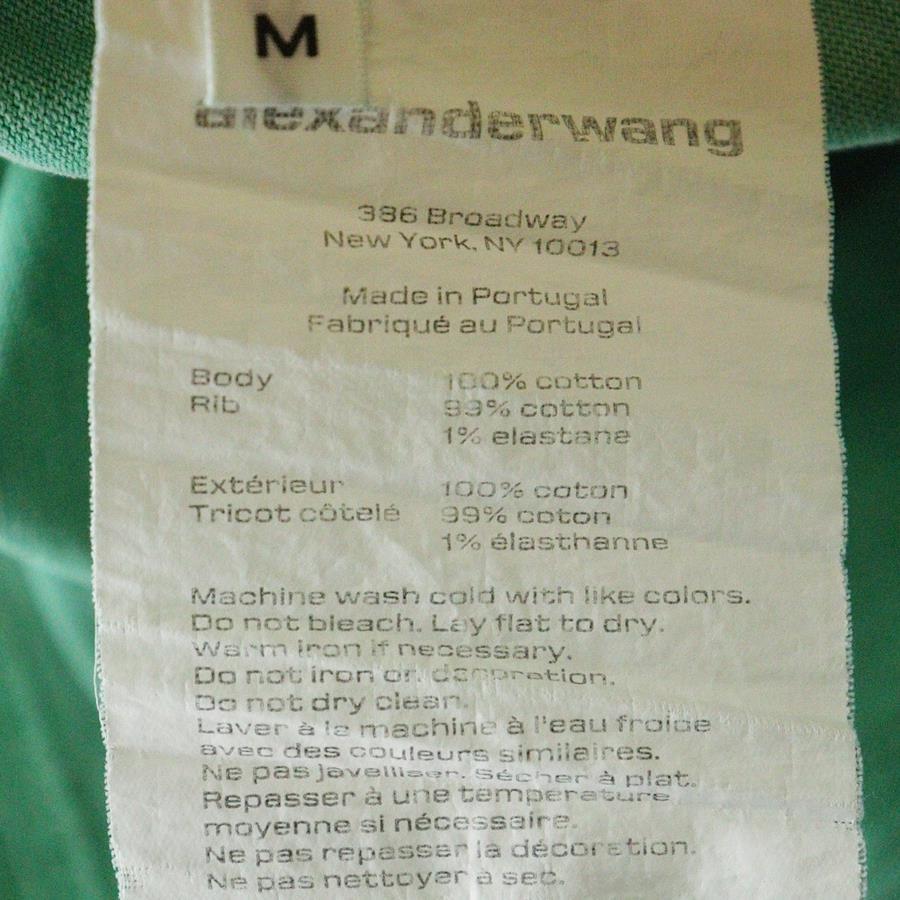 M
alexanderwang
386 Broadway
New York, NY 10013
Made in Portugal
Fabriqué au Portugal
Body 100% cotton
Rib 99% cotton
1% elastane
Extérieur 100% coton
Tricot côtelé 99% coton
1% élasthanne
Machine wash cold with like colors.
Do not bleach. Lay flat to dry.
Warm iron if necessary.
Do not iron on decoration.
Do not dry clean.
Laver à la machine à l'eau froide
avec des couleurs similaires.
Ne pas javelliser. Sécher à plat.
Repasser à une temperature
moyenne si nécessaire.
Ne pas repasser la décoration.
Ne pas nettoyer a sec.